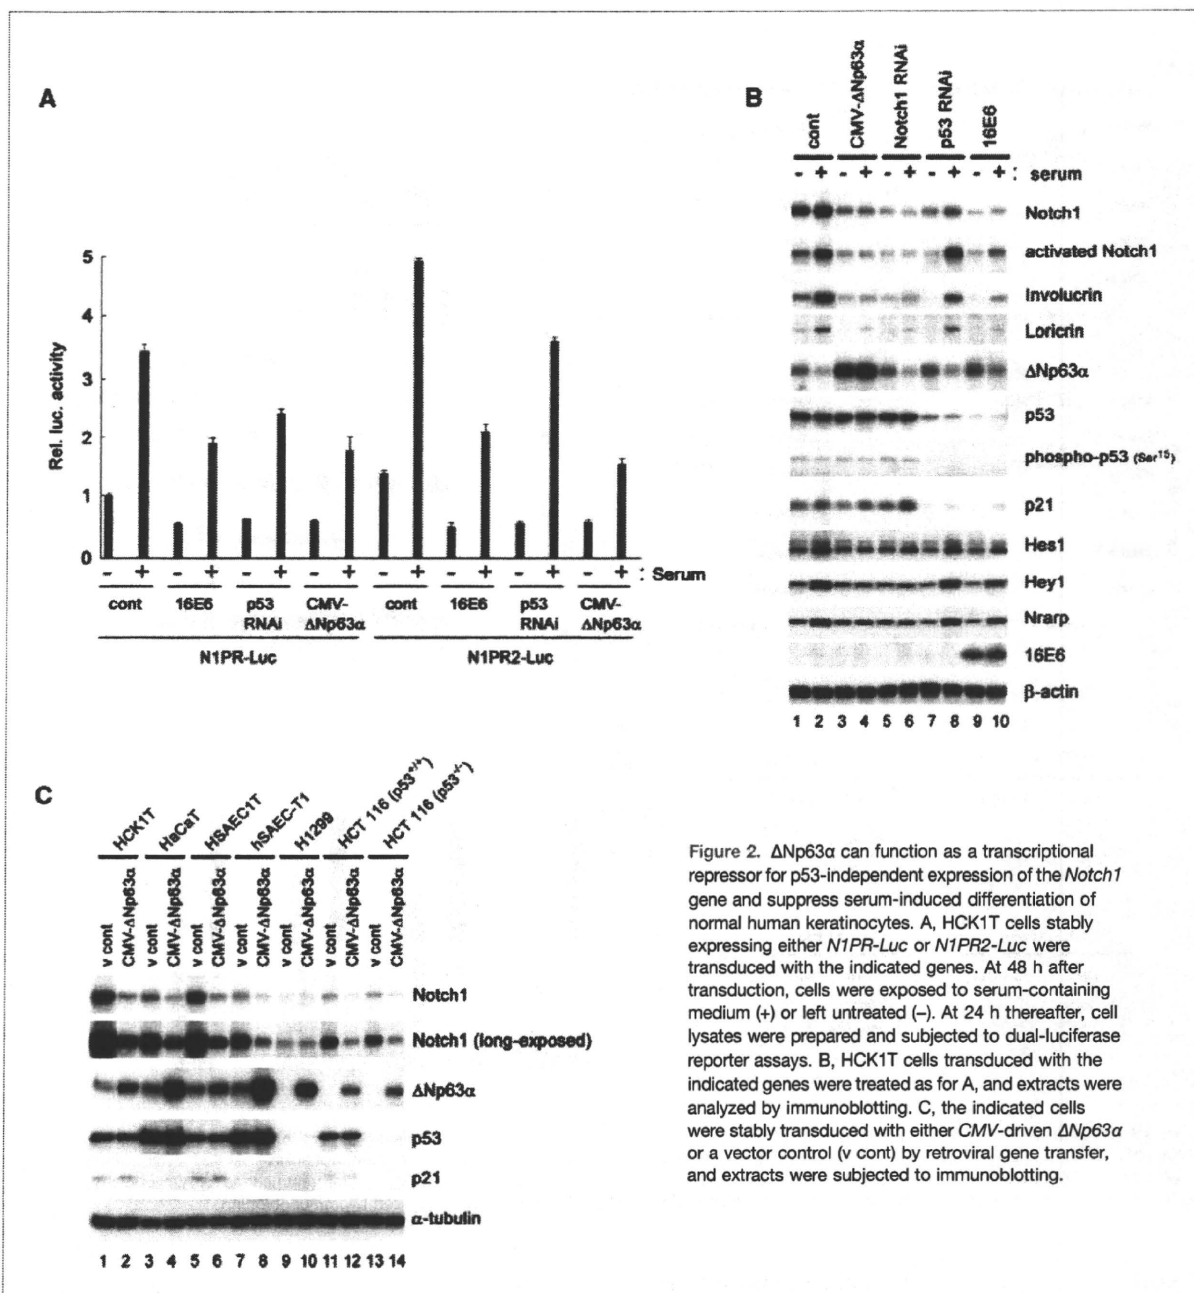 A
5
4
3
2
1
0
Rel. luc. activity
- + - + - + - + - + - + - + - + : Serum
cont 16E6 p53 RNAi CMV-ΔNp63α cont 16E6 p53 RNAi CMV-ΔNp63α
N1PR-Luc N1PR2-Luc
B
cont CMV-ΔNp63α Notch1 RNAi p53 RNAi 16E6
- + - + - + - + - + : serum
Notch1
activated Notch1
Involucrin
Loricrin
ΔNp63α
p53
phospho-p53 (Ser15)
p21
Hes1
Hey1
Nrarp
16E6
β-actin
1 2 3 4 5 6 7 8 9 10
C
HCK1T HaCaT HSAEC1T hSAEC-T1 H1299 HCT 116 (p53+/+) HCT 116 (p53-/-)
v cont CMV-ΔNp63α v cont CMV-ΔNp63α v cont CMV-ΔNp63α v cont CMV-ΔNp63α v cont CMV-ΔNp63α v cont CMV-ΔNp63α v cont CMV-ΔNp63α
Notch1
Notch1 (long-exposed)
ΔNp63α
p53
p21
α-tubulin
1 2 3 4 5 6 7 8 9 10 11 12 13 14
Figure 2. ΔNp63α can function as a transcriptional
repressor for p53-independent expression of the Notch1
gene and suppress serum-induced differentiation of
normal human keratinocytes. A, HCK1T cells stably
expressing either N1PR-Luc or N1PR2-Luc were
transduced with the indicated genes. At 48 h after
transduction, cells were exposed to serum-containing
medium (+) or left untreated (–). At 24 h thereafter, cell
lysates were prepared and subjected to dual-luciferase
reporter assays. B, HCK1T cells transduced with the
indicated genes were treated as for A, and extracts were
analyzed by immunoblotting. C, the indicated cells
were stably transduced with either CMV-driven ΔNp63α
or a vector control (v cont) by retroviral gene transfer,
and extracts were subjected to immunoblotting.